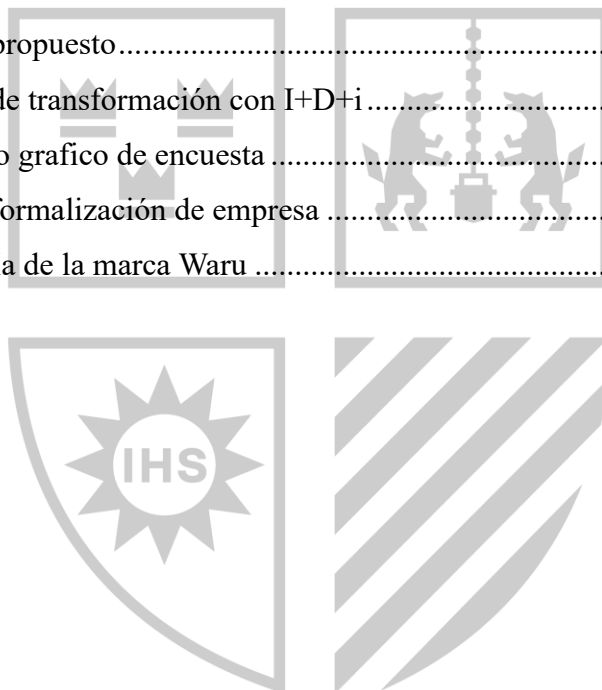 propuesto..........................................................
de transformación con I+D+i.............................
o grafico de encuesta.........................................
formalización de empresa..................................
a de la marca Waru...........................................
IHS